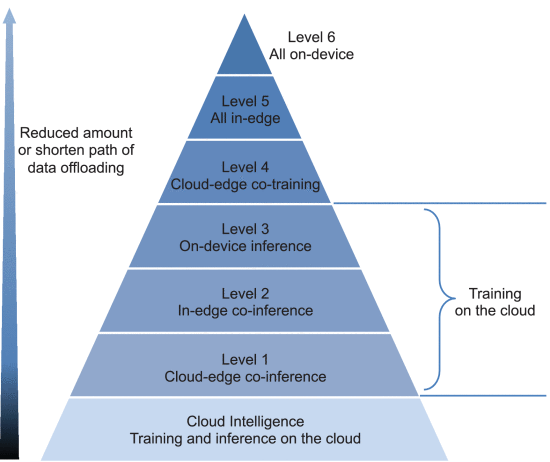 Level 6
All on-device
Level 5
All in-edge
Reduced amount
or shorten path of
data offloading
Level 4
Cloud-edge co-training
Level 3
On-device inference
Level 2
In-edge co-inference
Training
on the cloud
Level 1
Cloud-edge co-inference
Cloud Intelligence
Training and inference on the cloud